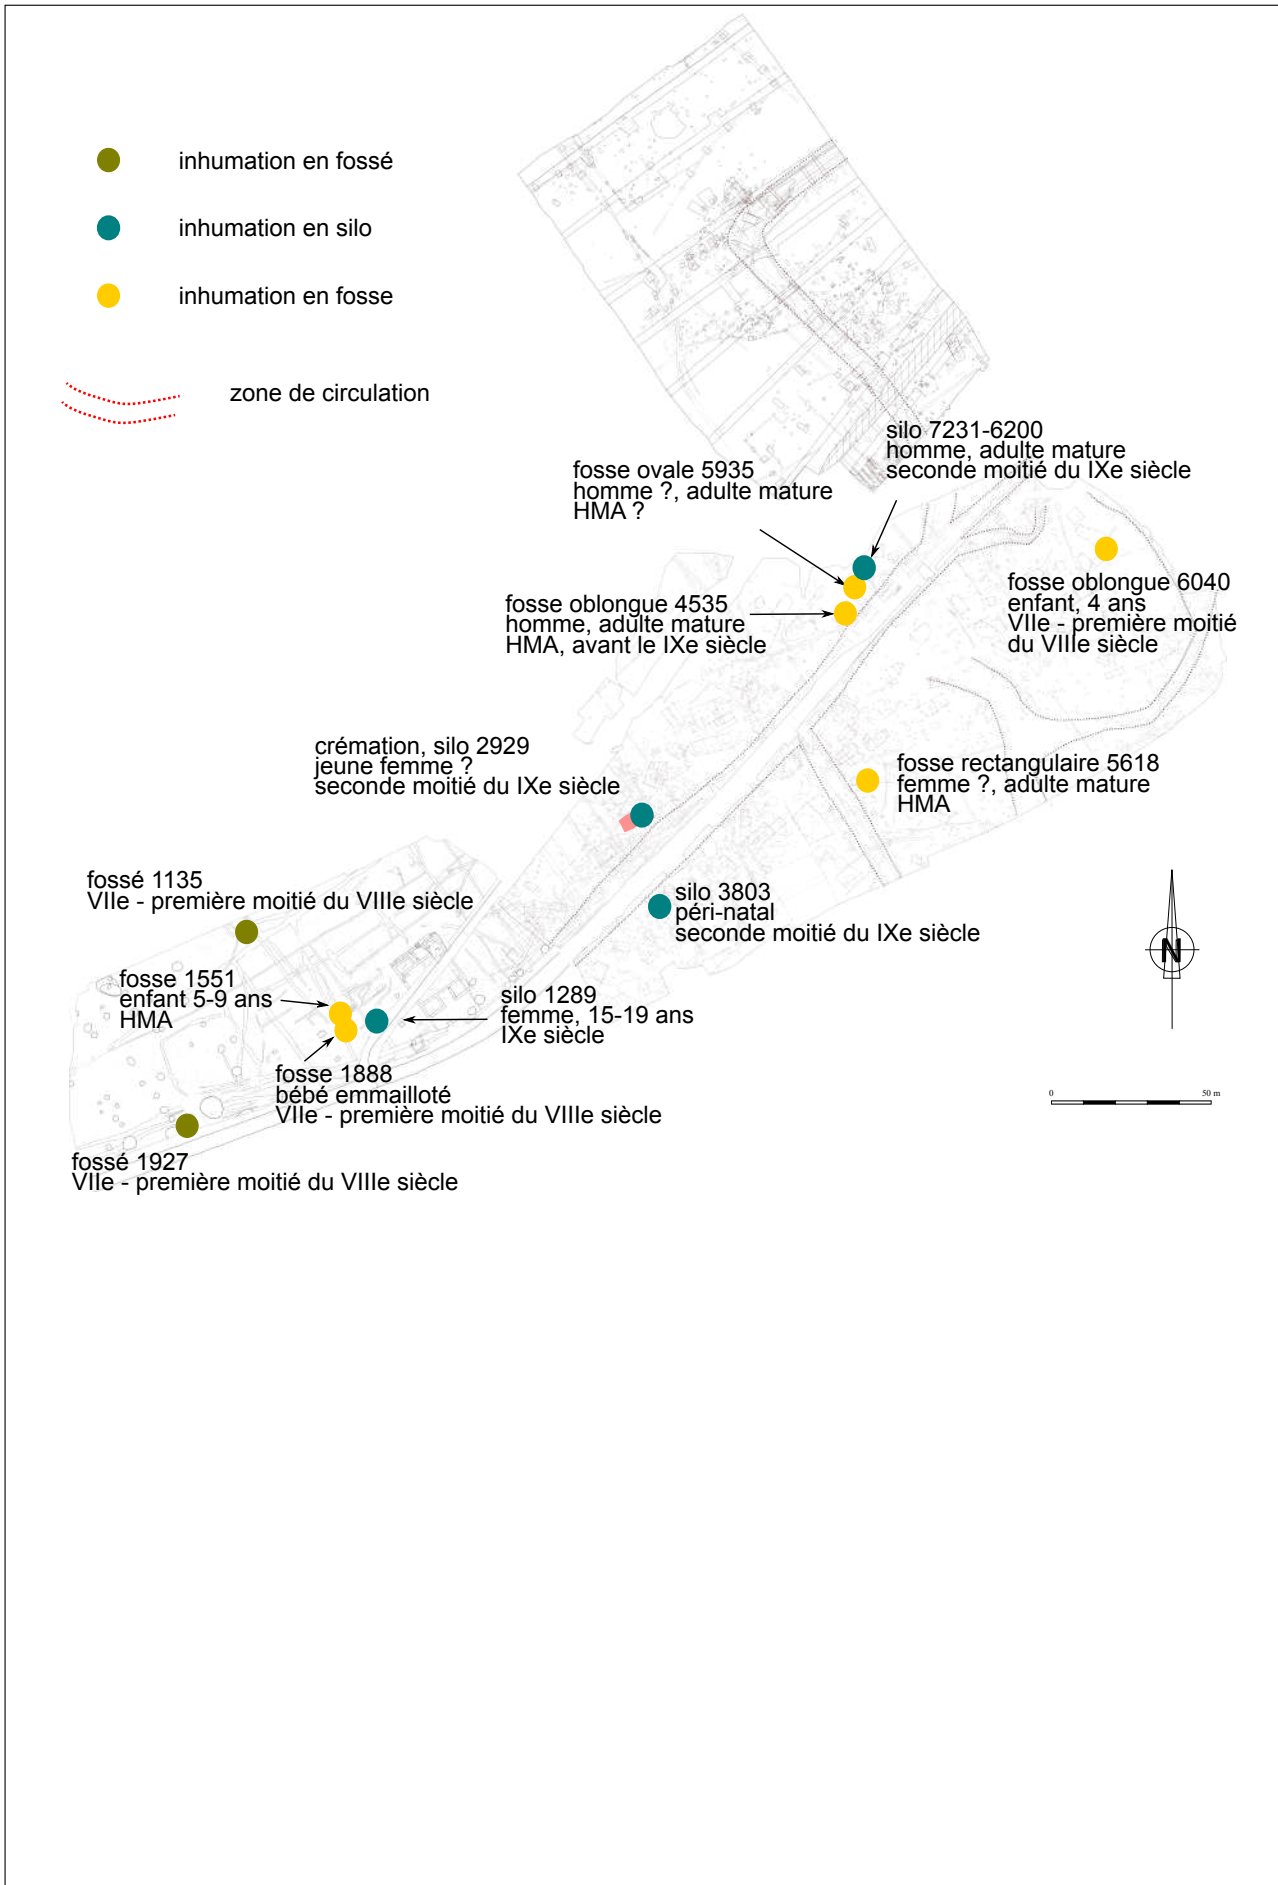 inhumation en fossé
inhumation en silo
inhumation en fosse
zone de circulation
silo 7231-6200
homme, adulte mature
seconde moitié du IXe siècle
fosse ovale 5935
homme ?, adulte mature
HMA ?
fosse oblongue 6040
enfant, 4 ans
VIIe - première moitié
du VIIIe siècle
fosse oblongue 4535
homme, adulte mature
HMA, avant le IXe siècle
crémation, silo 2929
jeune femme ?
seconde moitié du IXe siècle
fosse rectangulaire 5618
femme ?, adulte mature
HMA
fossé 1135
VIIe - première moitié du VIIIe siècle
silo 3803
péri-natal
seconde moitié du IXe siècle
fosse 1551
enfant 5-9 ans
HMA
silo 1289
femme, 15-19 ans
IXe siècle
fosse 1888
bébé emmailloté
VIIe - première moitié du VIIIe siècle
fossé 1927
VIIe - première moitié du VIIIe siècle
N
0 50 m